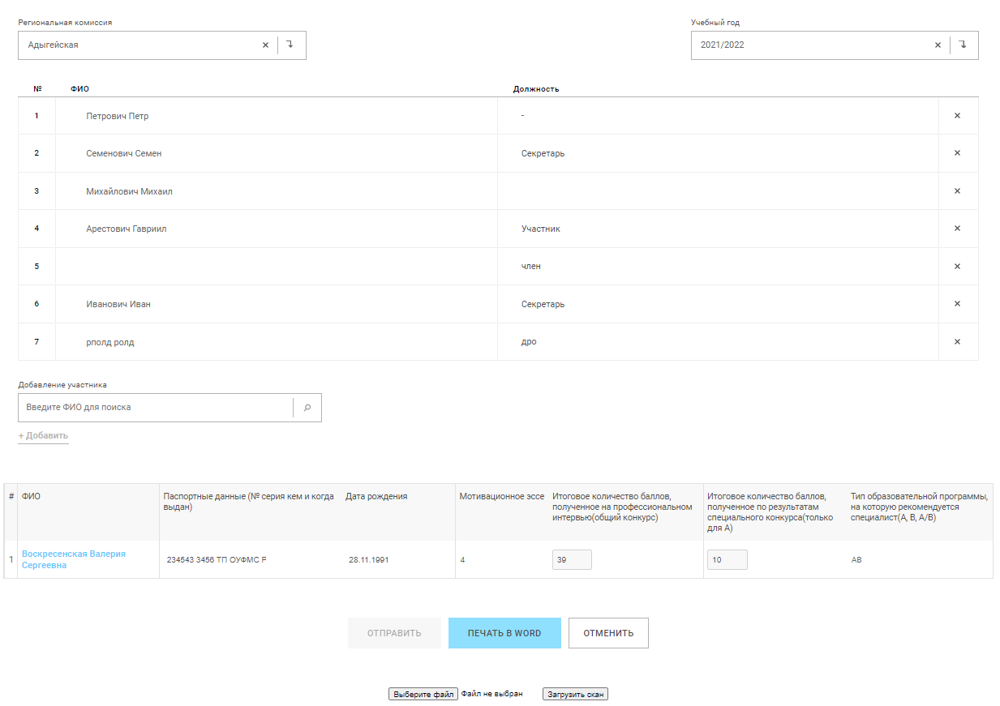 Региональная комиссия
Учебный год
Адыгейская
2021/2022
№ ФИО Должность
1 Петрович Петр -
2 Семенович Семен Секретарь
3 Михайлович Михаил
4 Арестович Гавриил Участник
5 член
6 Иванович Иван Секретарь
7 рполд ролд дро
Добавление участника
Введите ФИО для поиска
+ Добавить
# ФИО
Паспортные данные (№ серия кем и когда
выдан)
Дата рождения
Мотивационное эссе
Итоговое количество баллов,
полученное на профессиональном
интервью(общий конкурс)
Итоговое количество баллов,
полученное по результатам
специального конкурса(только
для А)
Тип образовательной программы,
на которую рекомендуется
специалист(А, В, А/В)
1
Воскресенская Валерия
Сергеевна
234543 3456 ТП ОУФМС F
28.11.1991
4
39
10
АВ
ОТПРАВИТЬ
ПЕЧАТЬ В WORD
ОТМЕНИТЬ
Выберите файл Файл не выбран
Загрузить скан